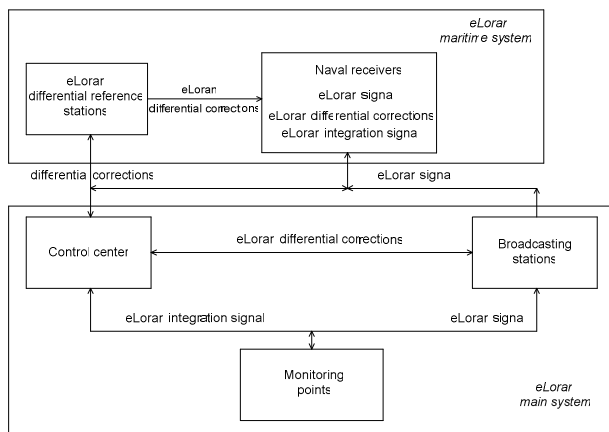 eLorar
maritime system
eLorar
differential reference
stations
eLoran
differential corrections
Naval receivers
eLorar signa
eLorar differential corrections
eLorar integration signa
differential corrections
eLorar signa
Control center
eLorar differential corrections
Broadcasting
stations
eLorar integration signal
eLorar signa
Monitoring
points
eLorar
main system